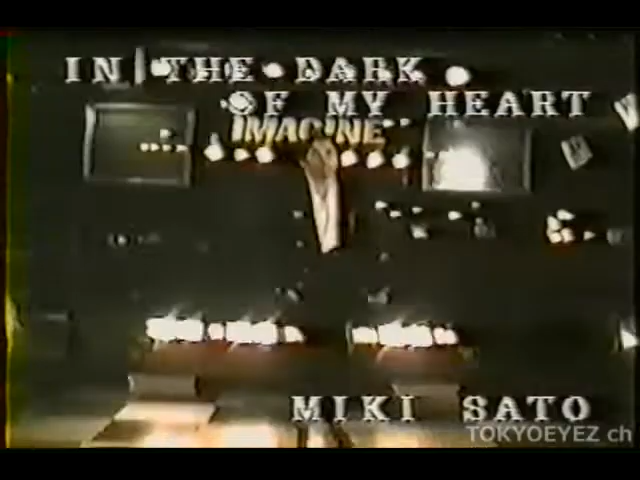 IN THE DARK
OF MY HEART
IMAGINE
MIKI SATO
TOKYOEYEZ ch